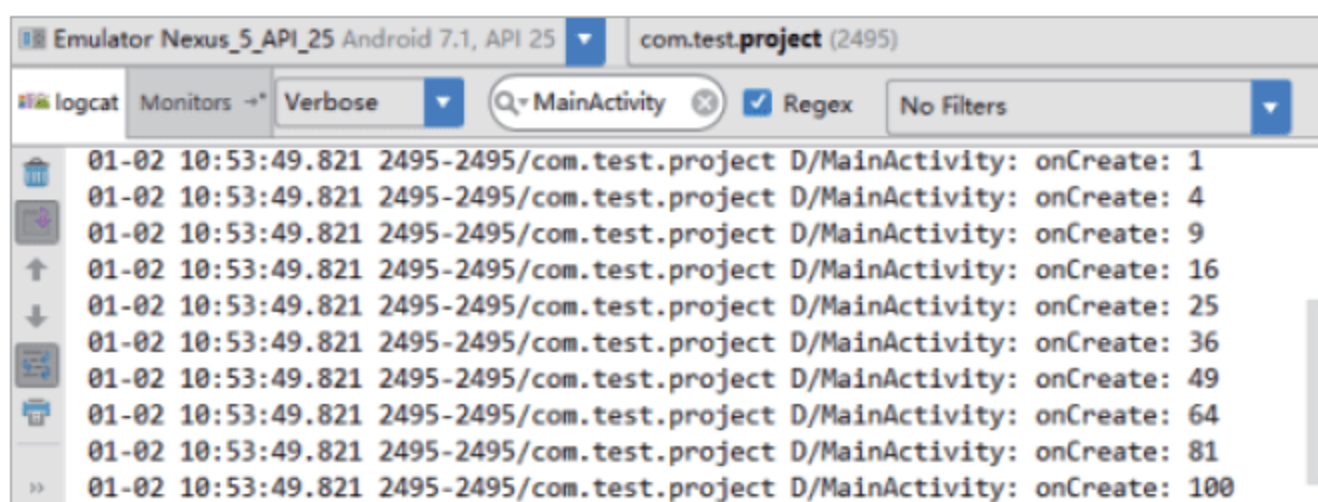 Emulator Nexus_5_API_25 Android 7.1, API 25 com.test.project (2495)
logcat Monitors Verbose MainActivity Regex No Filters
01-02 10:53:49.821 2495-2495/com.test.project D/MainActivity: onCreate: 1
01-02 10:53:49.821 2495-2495/com.test.project D/MainActivity: onCreate: 4
01-02 10:53:49.821 2495-2495/com.test.project D/MainActivity: onCreate: 9
01-02 10:53:49.821 2495-2495/com.test.project D/MainActivity: onCreate: 16
01-02 10:53:49.821 2495-2495/com.test.project D/MainActivity: onCreate: 25
01-02 10:53:49.821 2495-2495/com.test.project D/MainActivity: onCreate: 36
01-02 10:53:49.821 2495-2495/com.test.project D/MainActivity: onCreate: 49
01-02 10:53:49.821 2495-2495/com.test.project D/MainActivity: onCreate: 64
01-02 10:53:49.821 2495-2495/com.test.project D/MainActivity: onCreate: 81
01-02 10:53:49.821 2495-2495/com.test.project D/MainActivity: onCreate: 100